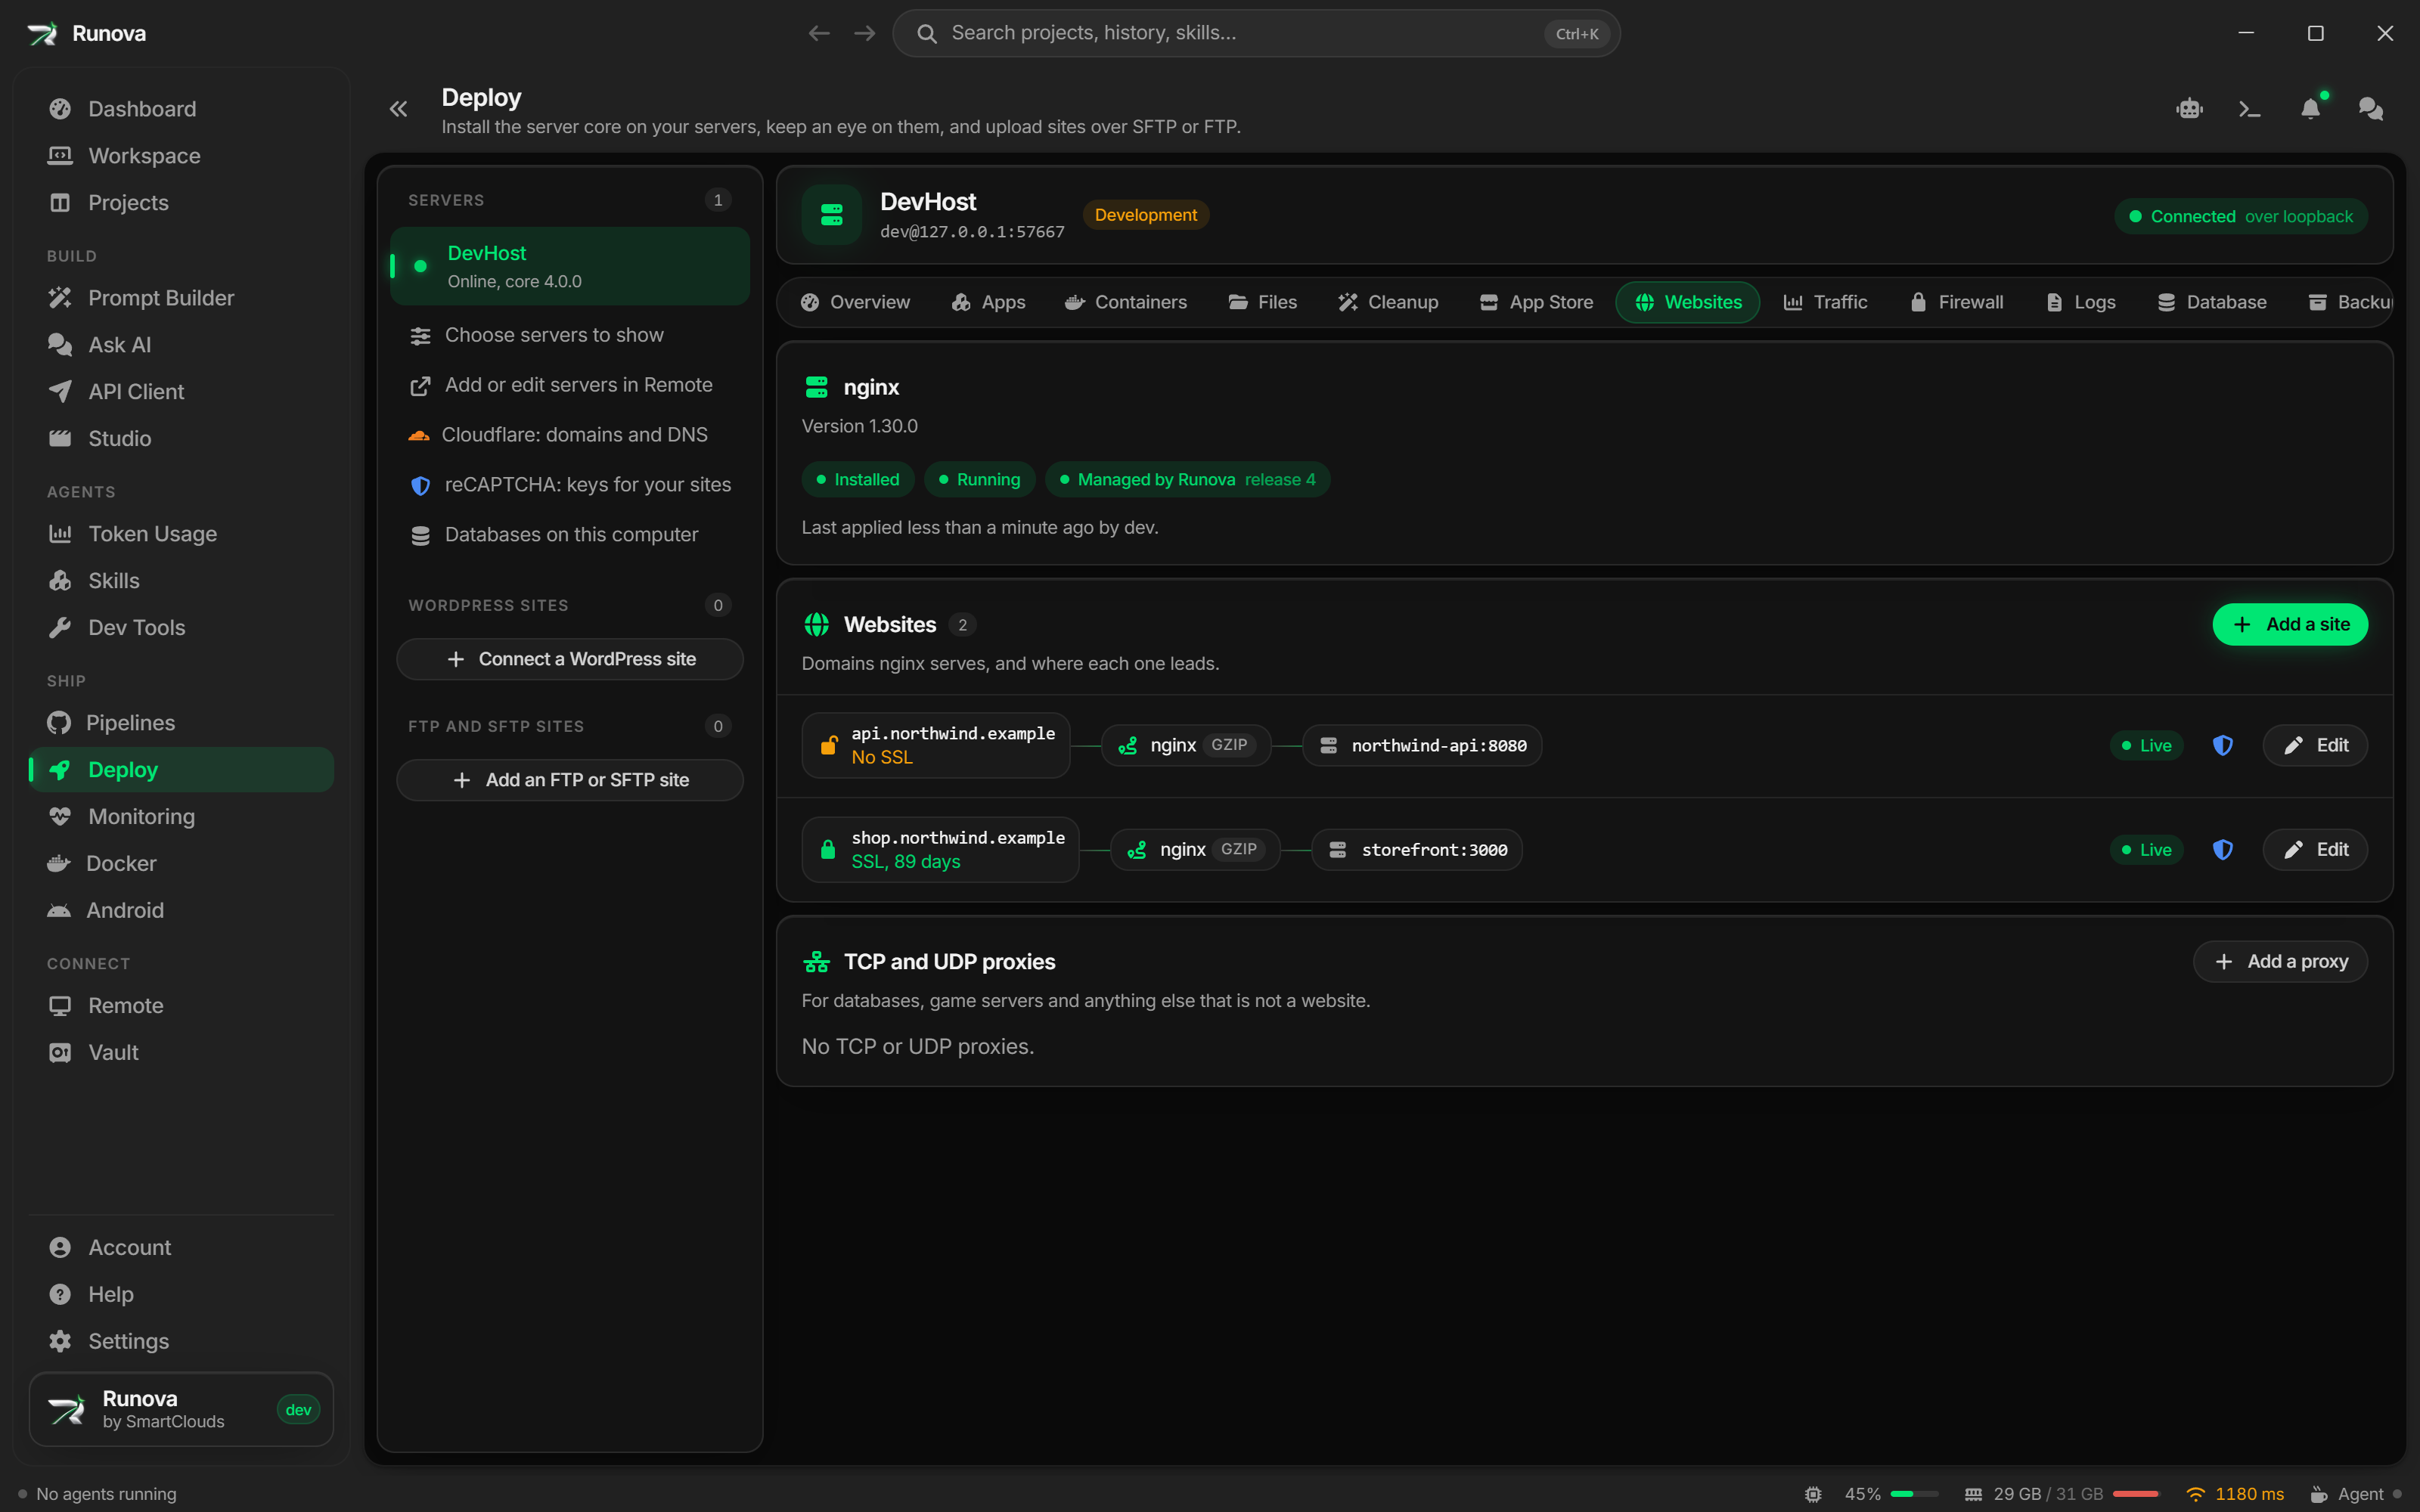 Runova
Search projects, history, skills...
Ctrl+K
Dashboard
Workspace
Projects
BUILD
Prompt Builder
Ask AI
API Client
Studio
AGENTS
Token Usage
Skills
Dev Tools
SHIP
Pipelines
Deploy
Monitoring
Docker
Android
CONNECT
Remote
Vault
Account
Help
Settings
Runova
by SmartClouds
dev
Deploy
Install the server core on your servers, keep an eye on them, and upload sites over SFTP or FTP.
SERVERS 1
DevHost
Online, core 4.0.0
Choose servers to show
Add or edit servers in Remote
Cloudflare: domains and DNS
reCAPTCHA: keys for your sites
Databases on this computer
WORDPRESS SITES 0
Connect a WordPress site
FTP AND SFTP SITES 0
Add an FTP or SFTP site
DevHost
dev@127.0.0.1:57667
Development
Connected over loopback
Overview Apps Containers Files Cleanup App Store Websites Traffic Firewall Logs Database Backu
nginx
Version 1.30.0
Installed Running Managed by Runova release 4
Last applied less than a minute ago by dev.
Websites 2
Add a site
Domains nginx serves, and where each one leads.
api.northwind.example
No SSL
nginx GZIP
northwind-api:8080
Live
Edit
shop.northwind.example
SSL, 89 days
nginx GZIP
storefront:3000
Live
Edit
TCP and UDP proxies
Add a proxy
For databases, game servers and anything else that is not a website.
No TCP or UDP proxies.
No agents running
45% 29 GB / 31 GB 1180 ms Agent